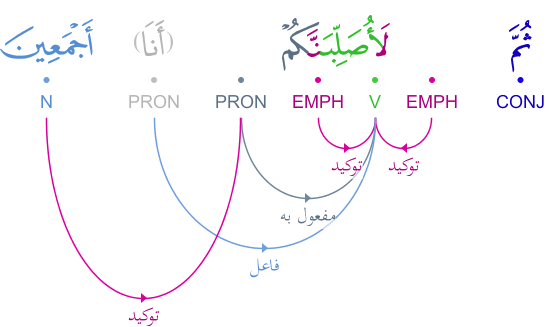 ثُمَّ لَأُصَلِّبَنَّكُمْ (أَنَا) أَجْمَعِينَ
CONJ EMPH V EMPH PRON PRON N
توكيد توكيد
مفعول به
فاعل
توكيد